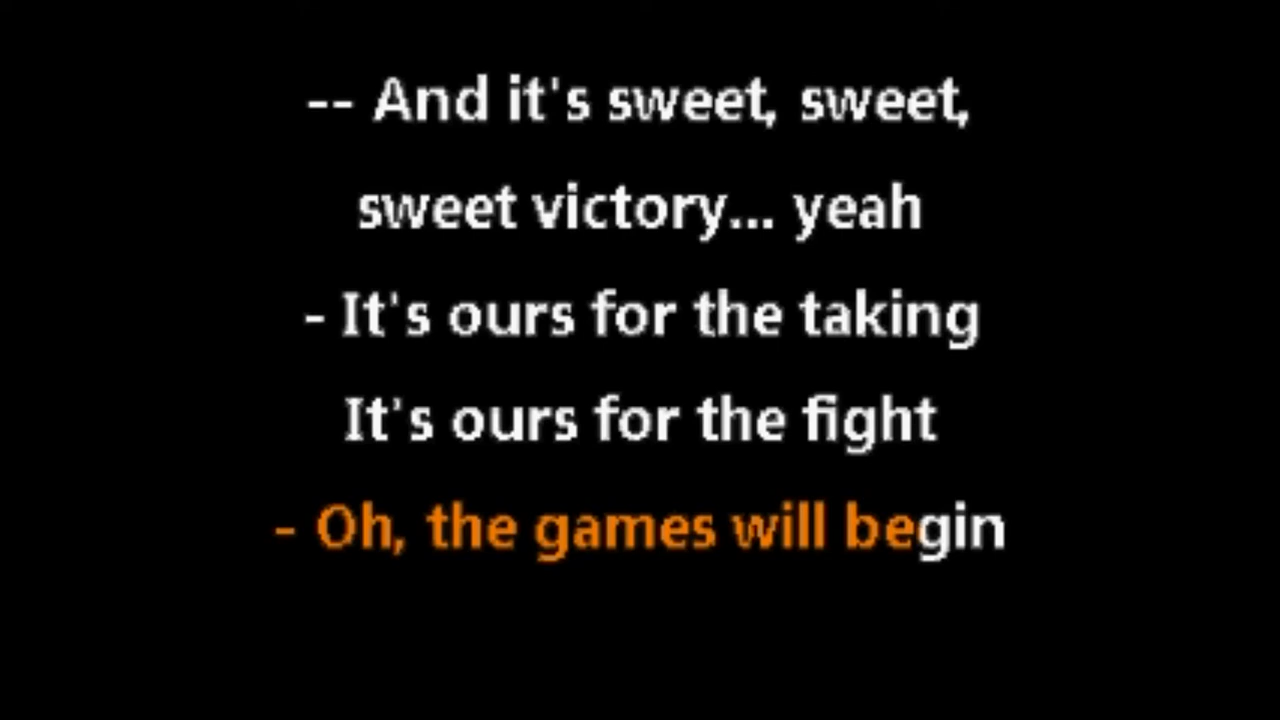 -- And it's sweet, sweet,
sweet victory... yeah
- It's ours for the taking
It's ours for the fight
- Oh, the games will begin